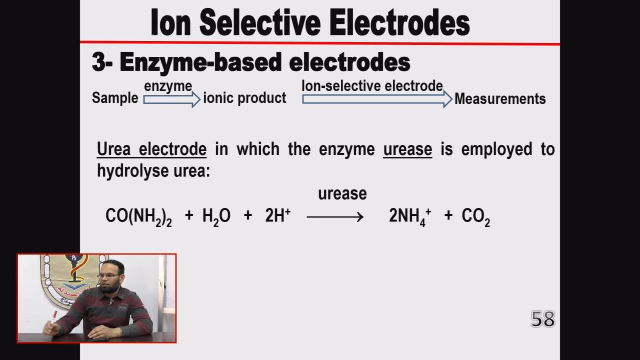 Ion Selective Electrodes
3- Enzyme-based electrodes
enzyme Ion-selective electrode
Sample ionic product Measurements
Urea electrode in which the enzyme urease is employed to
hydrolyse urea:
urease
CO(NH₂)₂ + H₂O + 2H⁺ ⟶ 2NH₄⁺ + CO₂
58